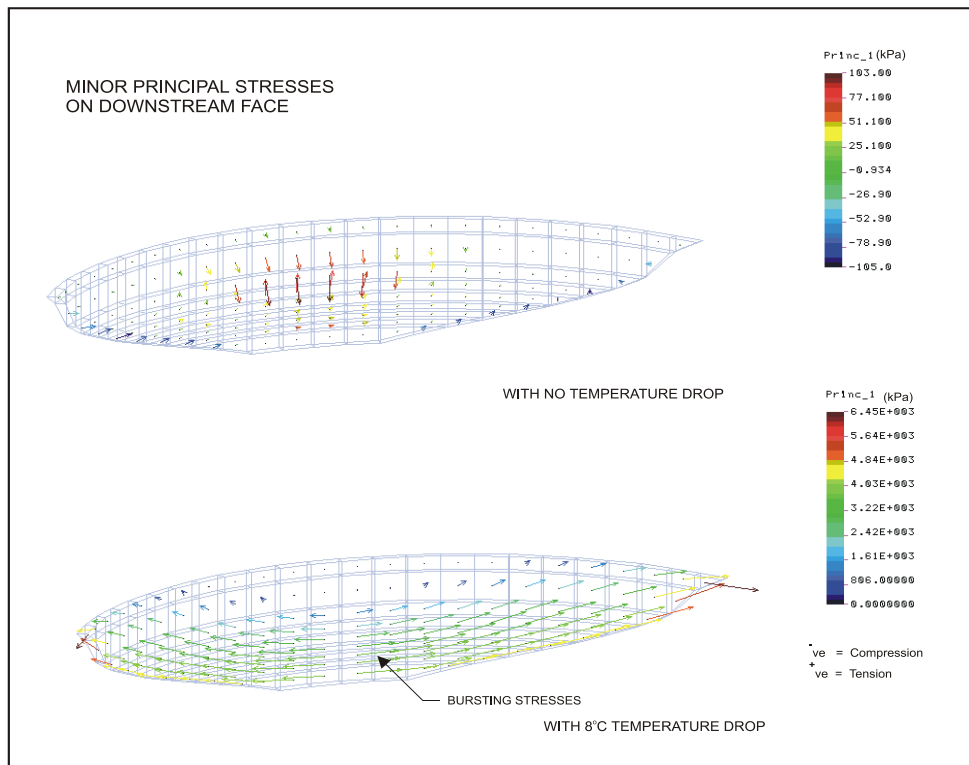 MINOR PRINCIPAL STRESSES
ON DOWNSTREAM FACE
Princ_1 (kPa)
103.00
77.100
51.100
25.100
-0.934
-26.90
-52.90
-78.90
-105.0
WITH NO TEMPERATURE DROP
Princ_1 (kPa)
6.45E+003
5.64E+003
4.84E+003
4.03E+003
3.22E+003
2.42E+003
1.61E+003
806.00000
0.0000000
BURSTING STRESSES
WITH 8°C TEMPERATURE DROP
-ve = Compression
+ve = Tension